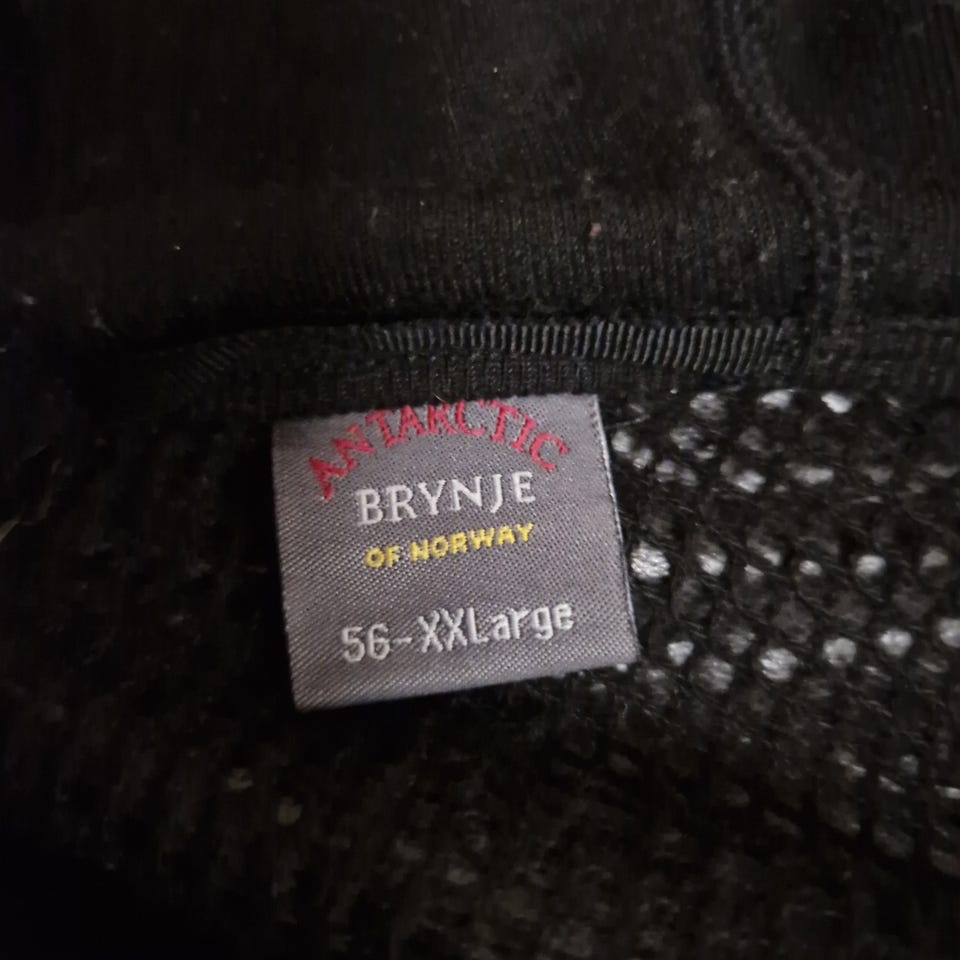 ANTARCTIC
BRYNJE
OF NORWAY
56-XXLarge